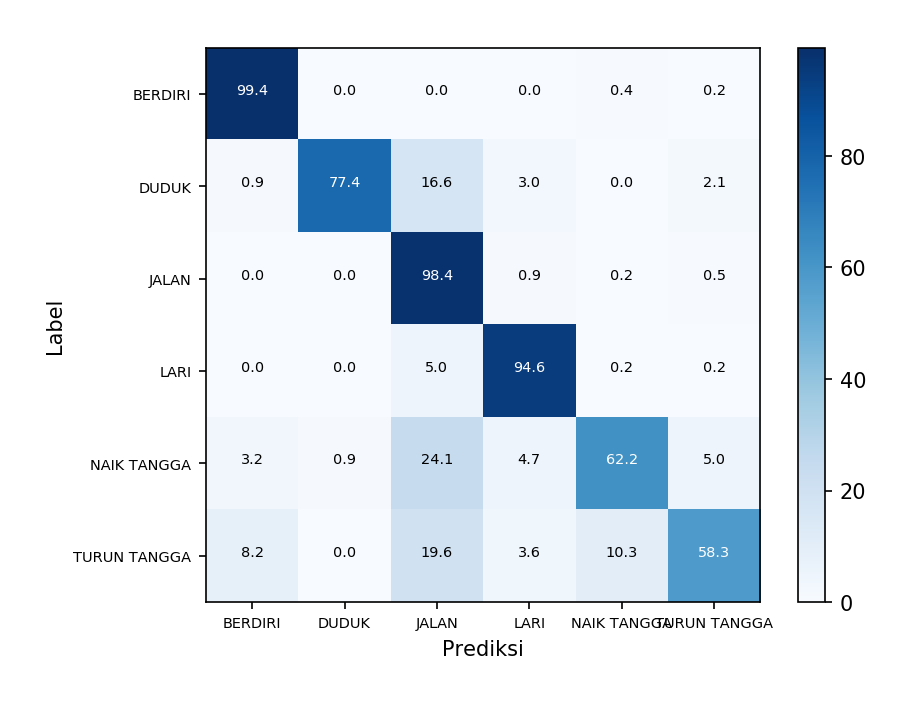 BERDIRI 99.4 0.0 0.0 0.0 0.4 0.2
DUDUK 0.9 77.4 16.6 3.0 0.0 2.1
JALAN 0.0 0.0 98.4 0.9 0.2 0.5
LARI 0.0 0.0 5.0 94.6 0.2 0.2
NAIK TANGGA 3.2 0.9 24.1 4.7 62.2 5.0
TURUN TANGGA 8.2 0.0 19.6 3.6 10.3 58.3
BERDIRI DUDUK JALAN LARI NAIK TANGGA TURUN TANGGA
Prediksi
Label
80
60
40
20
0